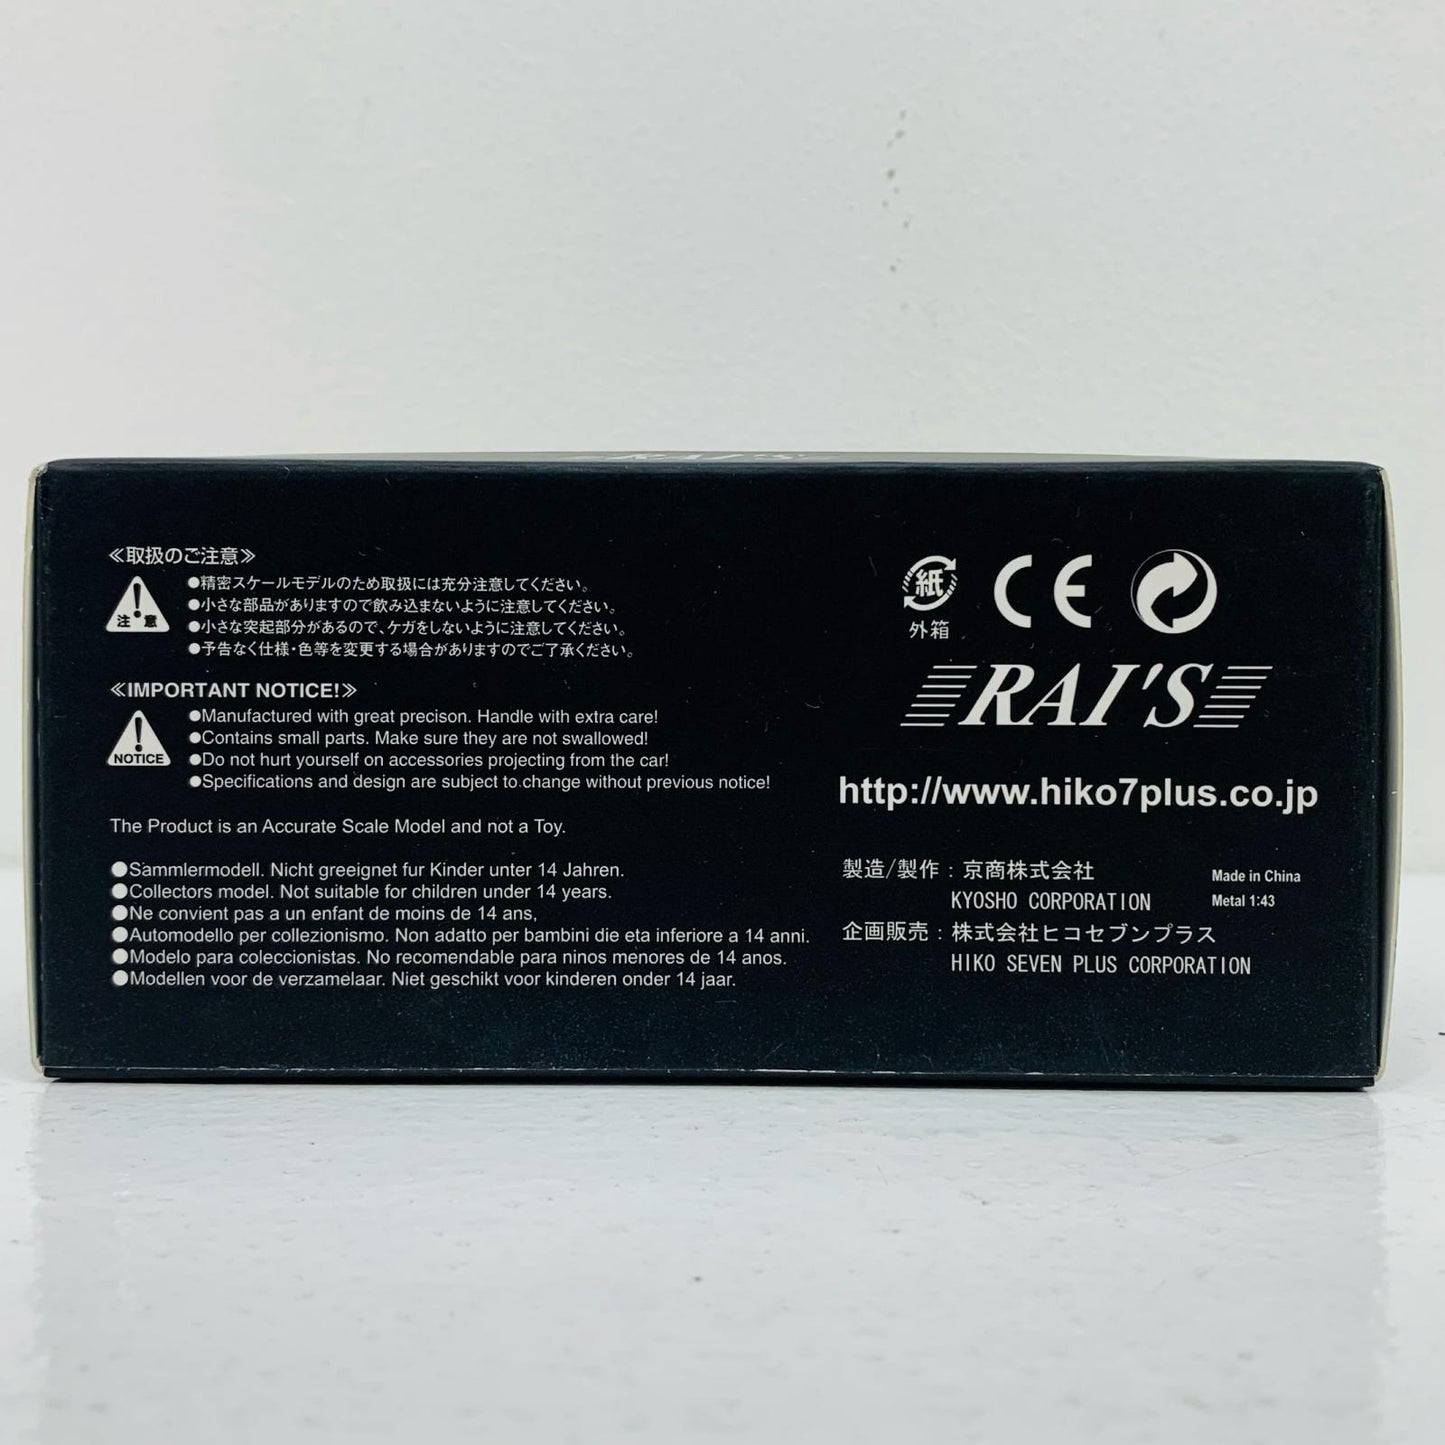 RAI'S
≪取扱のご注意≫
注 意
●精密スケールモデルのため取扱には充分注意してください。
●小さな部品がありますので飲み込まないように注意してください。
●小さな突起部分があるので、ケガをしないように注意してください。
●予告なく仕様・色等を変更する場合がありますのでご了承ください。
≪IMPORTANT NOTICE!≫
NOTICE
●Manufactured with great precison. Handle with extra care!
●Contains small parts. Make sure they are not swallowed!
●Do not hurt yourself on accessories projecting from the car!
●Specifications and design are subject to change without previous notice!
The Product is an Accurate Scale Model and not a Toy.
●Sammlermodell. Nicht greeignet fur Kinder unter 14 Jahren.
●Collectors model. Not suitable for children under 14 years.
●Ne convient pas a un enfant de moins de 14 ans,
●Automodello per collezionismo. Non adatto per bambini die eta inferiore a 14 anni.
●Modelo para coleccionistas. No recomendable para ninos menores de 14 anos.
●Modellen voor de verzamelaar. Niet geschikt voor kinderen onder 14 jaar.
紙
外箱
CE
RAI'S
http://www.hiko7plus.co.jp
製造/製作：京商株式会社
KYOSHO CORPORATION
企画販売：株式会社ヒコセブンプラス
HIKO SEVEN PLUS CORPORATION
Made in China
Metal 1:43